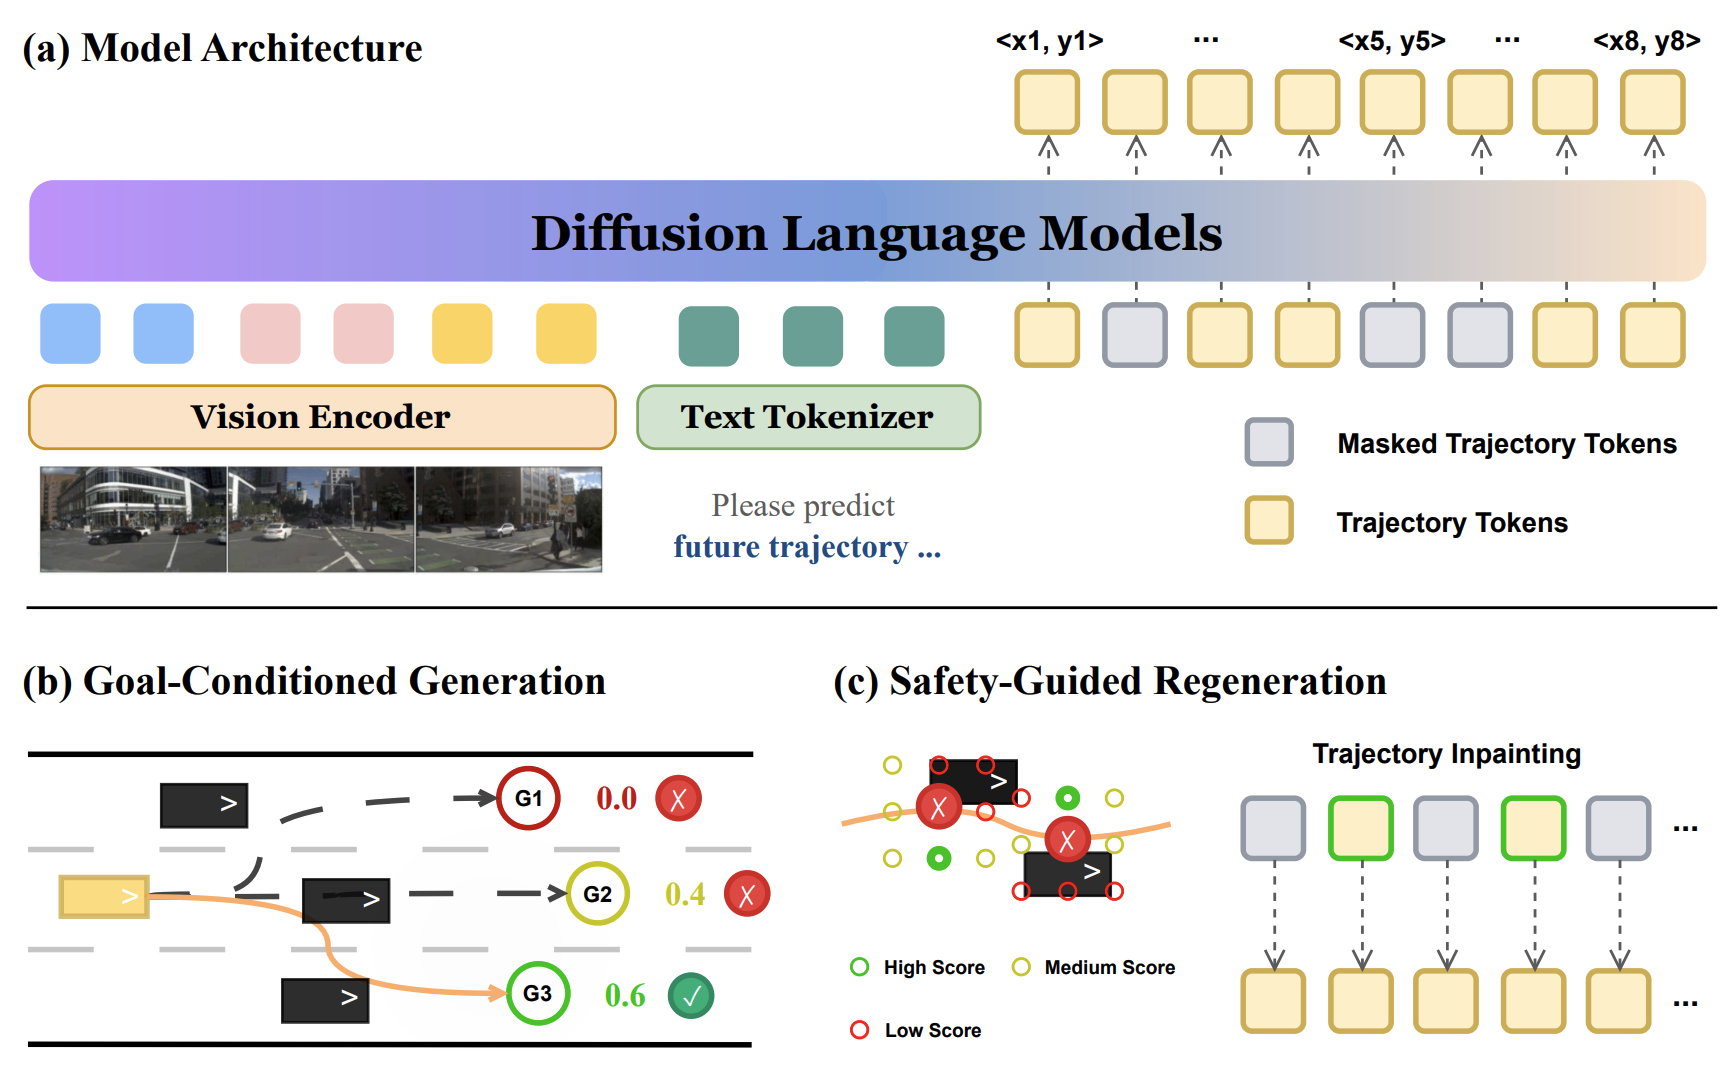 (a) Model Architecture
<x1, y1> ... <x5, y5> ... <x8, y8>
Diffusion Language Models
Vision Encoder
Text Tokenizer
Please predict
future trajectory ...
Masked Trajectory Tokens
Trajectory Tokens
(b) Goal-Conditioned Generation
G1 0.0 X
> 
>
> G2 0.4 X
> G3 0.6 ✓
(c) Safety-Guided Regeneration
>
X
X
>
High Score
Medium Score
Low Score
Trajectory Inpainting
...
...